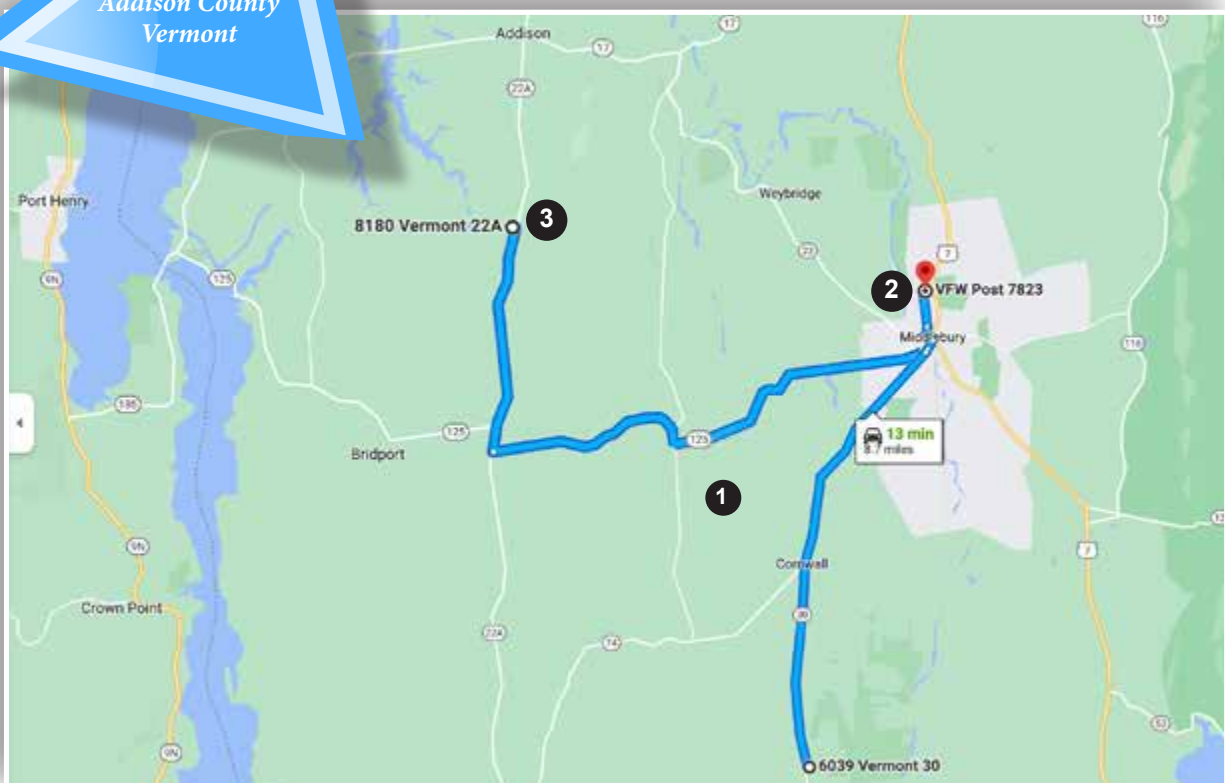 Addison County
Vermont
116
17
Addison
17
22A
Port Henry
Weybridge
8180 Vermont 22A
3
23
7
9N
125
2
VFW Post 7823
Middlebury
116
185
125
125
13 min
8.7 miles
Bridport
1
9N
7
Cornwall
Crown Point
30
22A
74
53
9N
6039 Vermont 30